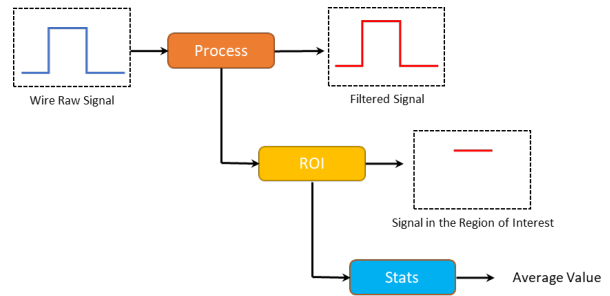 Process
Wire Raw Signal
Filtered Signal
ROI
Signal in the Region of Interest
Stats
Average Value